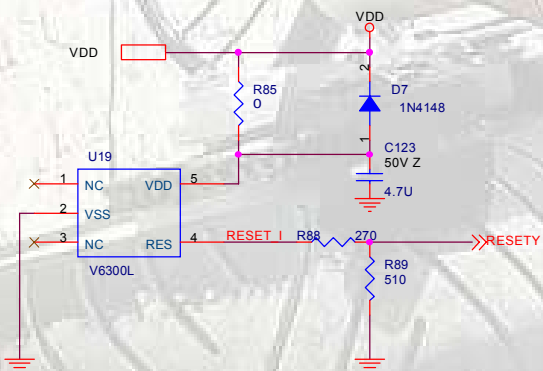 VDD
VDD
R85
0
2
D7
1N4148
1
C123
50V Z
4.7U
U19
1 NC VDD 5
2 VSS
3 NC RES 4
V6300L
RESET_I R88 270 RESETY
R89
510